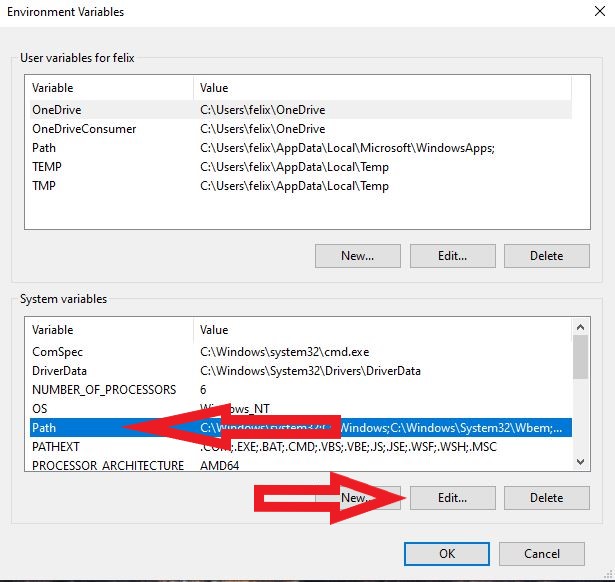 Environment Variables
User variables for felix
Variable Value
OneDrive C:\Users\felix\OneDrive
OneDriveConsumer C:\Users\felix\OneDrive
Path C:\Users\felix\AppData\Local\Microsoft\WindowsApps;
TEMP C:\Users\felix\AppData\Local\Temp
TMP C:\Users\felix\AppData\Local\Temp
New... Edit... Delete
System variables
Variable Value
ComSpec C:\Windows\system32\cmd.exe
DriverData C:\Windows\System32\Drivers\DriverData
NUMBER_OF_PROCESSORS 6
OS Windows_NT
Path C:\Windows\system32;C:\Windows;C:\Windows\System32\Wbem;...
PATHEXT .COM;.EXE;.BAT;.CMD;.VBS;.VBE;.JS;.JSE;.WSF;.WSH;.MSC
PROCESSOR_ARCHITECTURE AMD64
New... Edit... Delete
OK Cancel